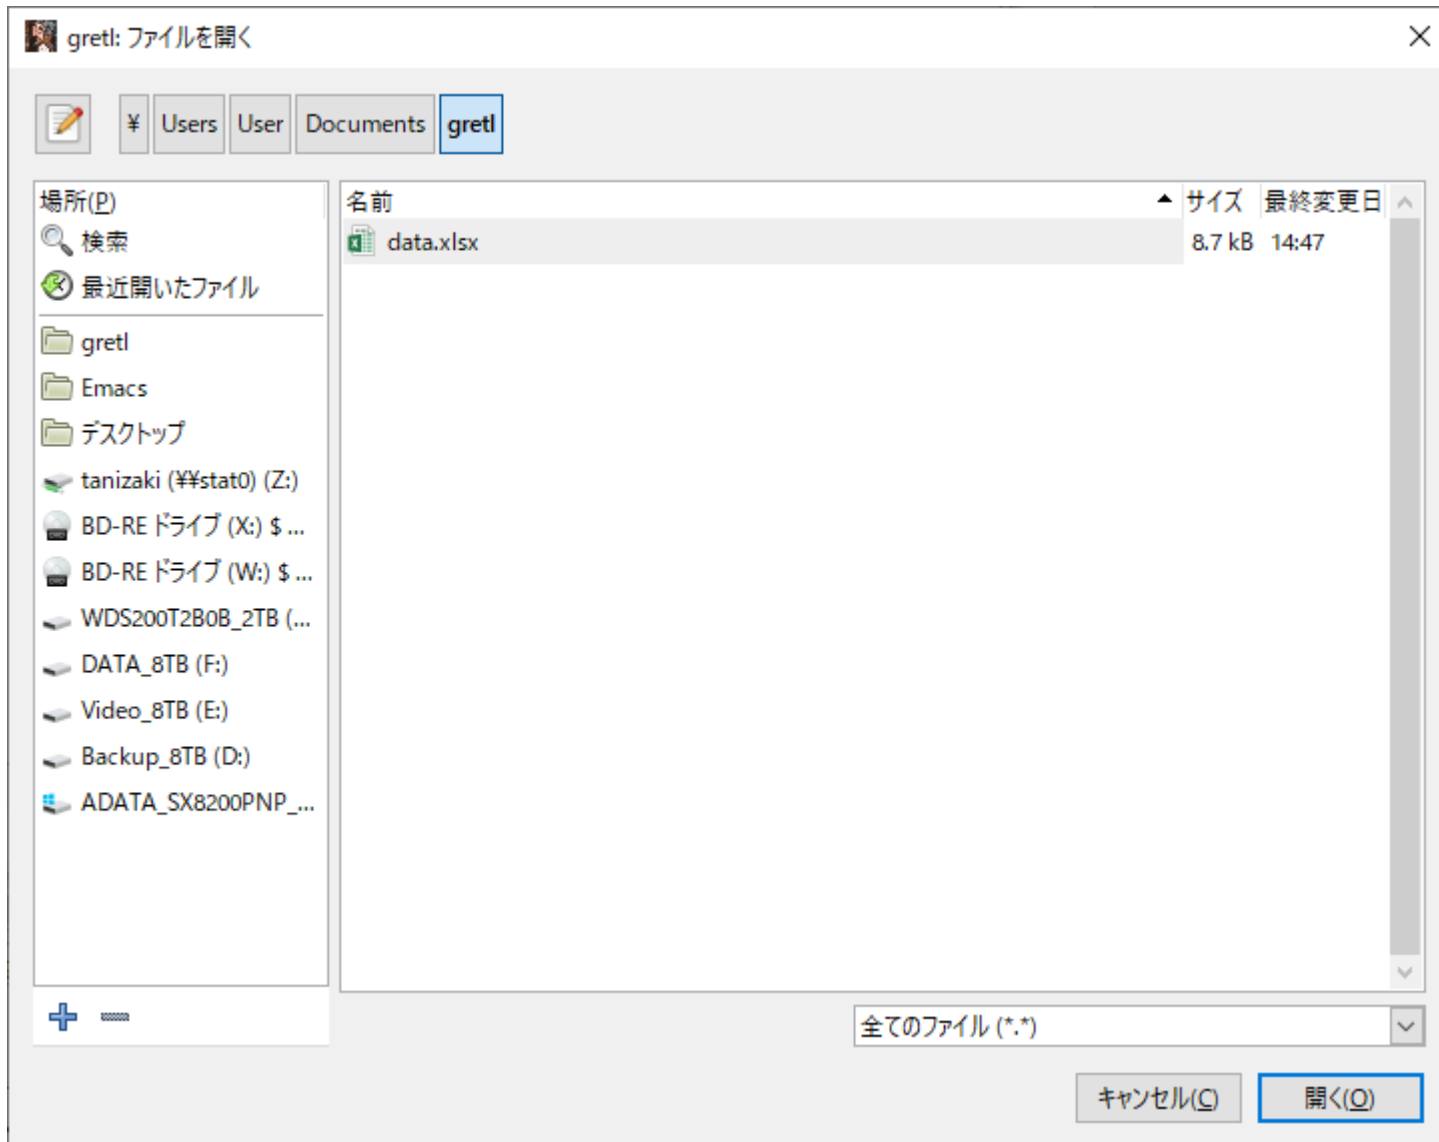 gretl: ファイルを開く
¥ Users User Documents gretl
場所(P)
検索
最近開いたファイル
gretl
Emacs
デスクトップ
tanizaki (¥¥stat0) (Z:)
BD-RE ドライブ (X:) $ ...
BD-RE ドライブ (W:) $ ...
WDS200T2B0B_2TB (...
DATA_8TB (F:)
Video_8TB (E:)
Backup_8TB (D:)
ADATA_SX8200PNP_...
名前 サイズ 最終変更日
data.xlsx 8.7 kB 14:47
全てのファイル (*.*)
キャンセル(C) 開く(O)